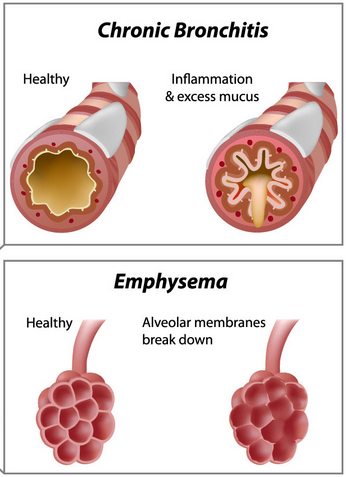 Chronic Bronchitis
Healthy
Inflammation
& excess mucus
Emphysema
Healthy
Alveolar membranes
break down